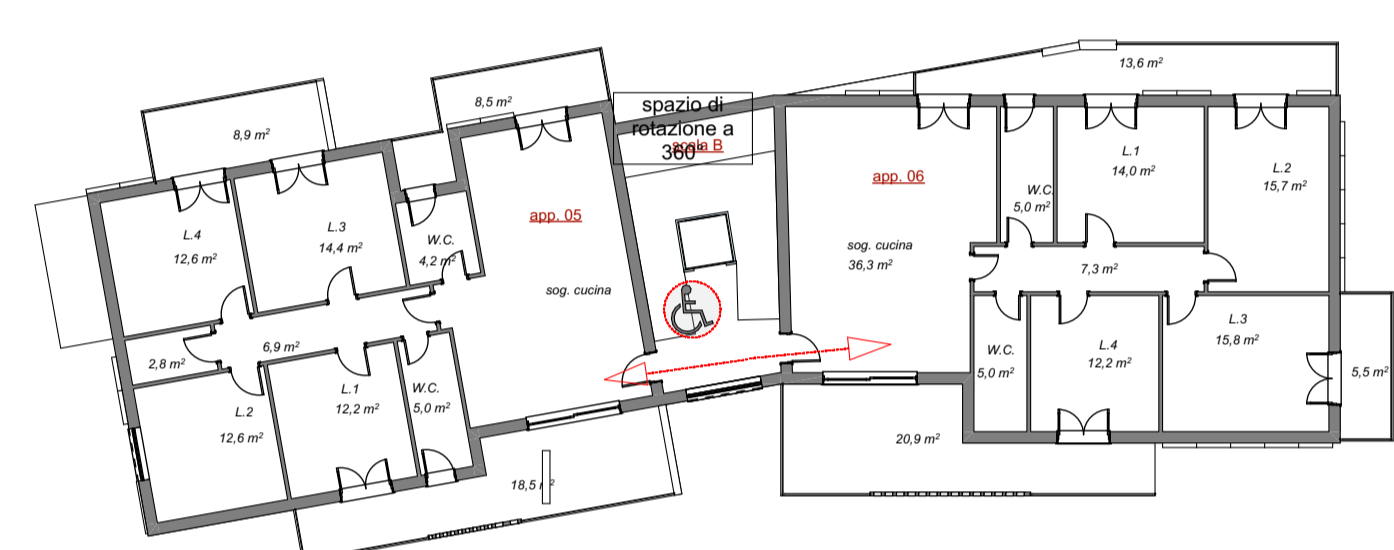 spazio di
rotazione a
360°
scala B
8,9 m²
8,5 m²
13,6 m²
app. 05
app. 06
L.4
12,6 m²
L.3
14,4 m²
W.C.
4,2 m²
sog. cucina
sog. cucina
36,3 m²
W.C.
5,0 m²
L.1
14,0 m²
L.2
15,7 m²
7,3 m²
2,8 m²
6,9 m²
L.2
12,6 m²
L.1
12,2 m²
W.C.
5,0 m²
W.C.
5,0 m²
L.4
12,2 m²
L.3
15,8 m²
5,5 m²
18,5 m²
20,9 m²